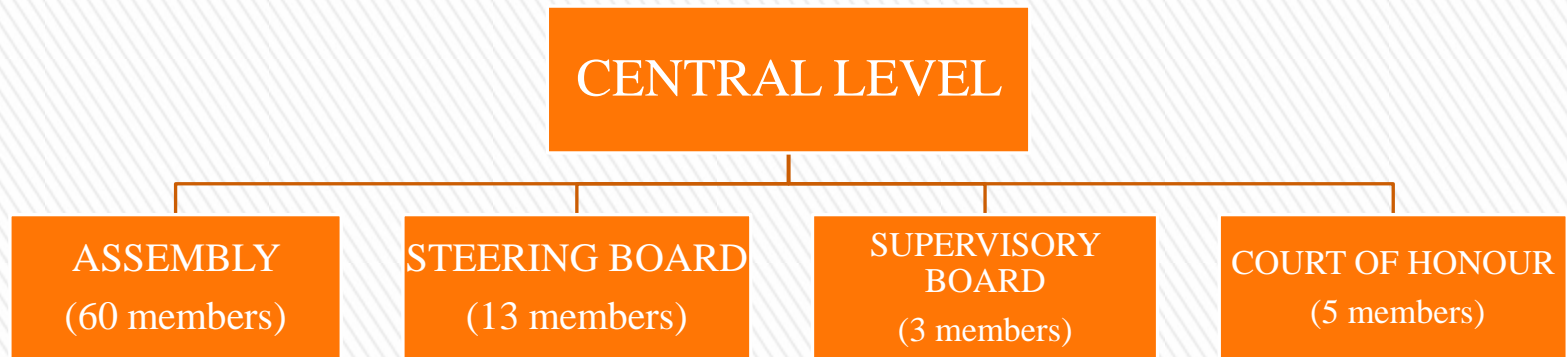 CENTRAL LEVEL
ASSEMBLY
(60 members)
STEERING BOARD
(13 members)
SUPERVISORY
BOARD
(3 members)
COURT OF HONOUR
(5 members)